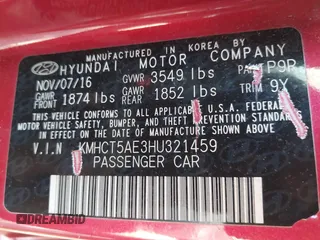 MANUFACTURED IN KOREA BY
HYUNDAI MOTOR COMPANY
NOV/07/16 GVWR 3549 lbs PAINT P9R
GAWR FRONT 1874 lbs GAWR REAR 1852 lbs TRIM 9X
THIS VEHICLE CONFORMS TO ALL APPLICABLE U.S.A. FEDERAL
MOTOR VEHICLE SAFETY, BUMPER, AND THEFT PREVENTION
STANDARDS IN EFFECT ON THE DATE OF MANUFACTURE SHOWN ABOVE.
V.I.N KMHCT5AE3HU321459
PASSENGER CAR
DREAMBID